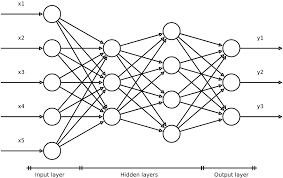 x1
x2
x3
x4
x5
y1
y2
y3
Input layer
Hidden layers
Output layer